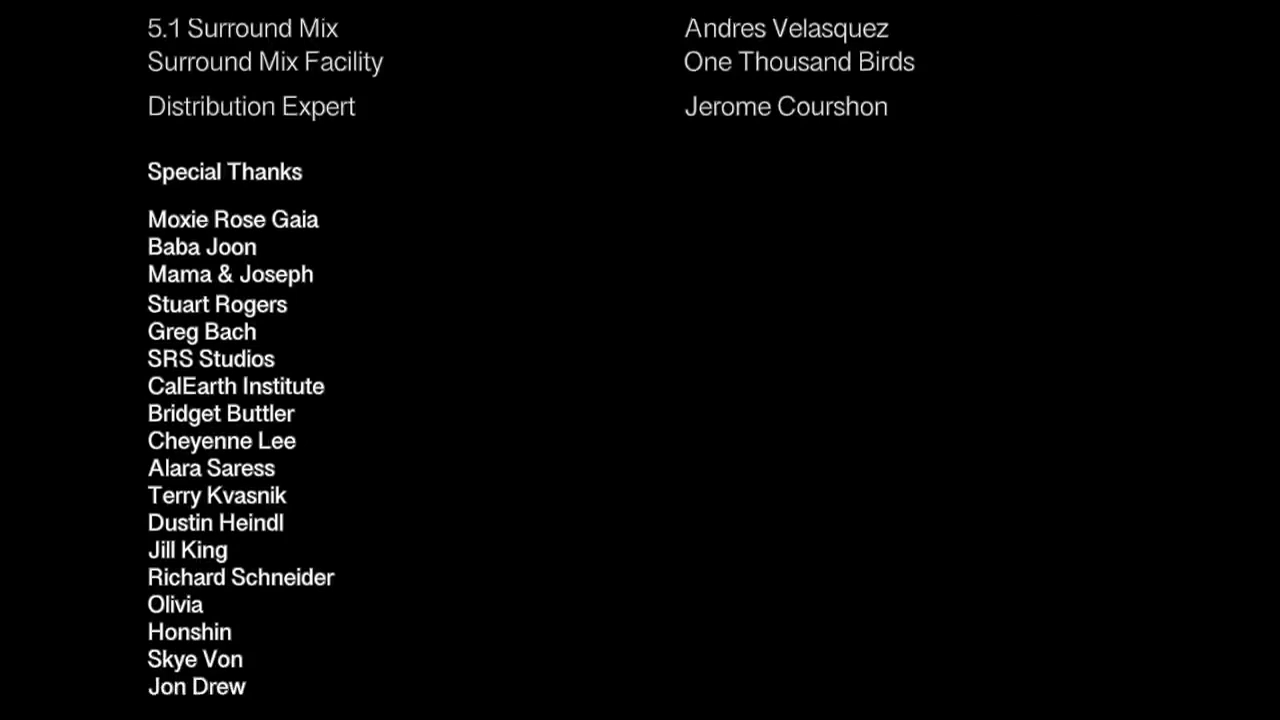 5.1 Surround Mix Andres Velasquez
Surround Mix Facility One Thousand Birds
Distribution Expert Jerome Courshon
Special Thanks
Moxie Rose Gaia
Baba Joon
Mama & Joseph
Stuart Rogers
Greg Bach
SRS Studios
CalEarth Institute
Bridget Buttler
Cheyenne Lee
Alara Saress
Terry Kvasnik
Dustin Heindl
Jill King
Richard Schneider
Olivia
Honshin
Skye Von
Jon Drew